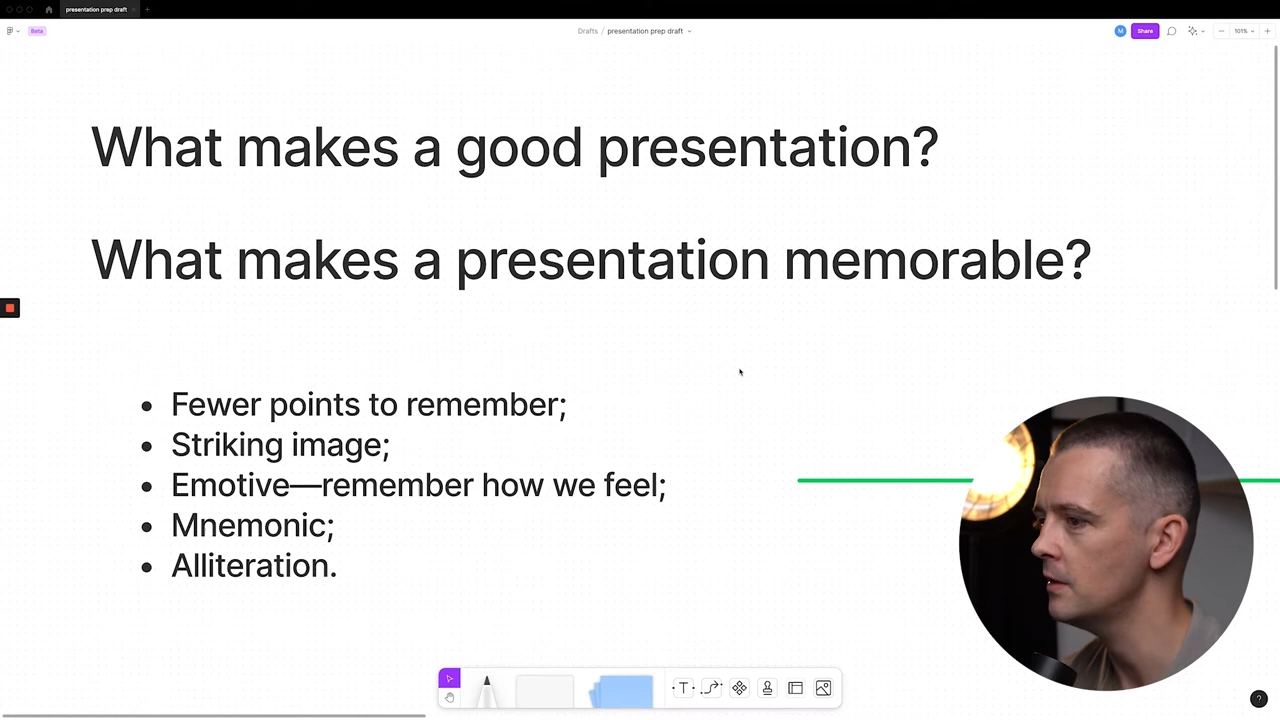 presentation prep draft
Beta
Drafts / presentation prep draft
M
Share
101%
What makes a good presentation?
What makes a presentation memorable?
• Fewer points to remember;
• Striking image;
• Emotive—remember how we feel;
• Mnemonic;
• Alliteration.
T
?